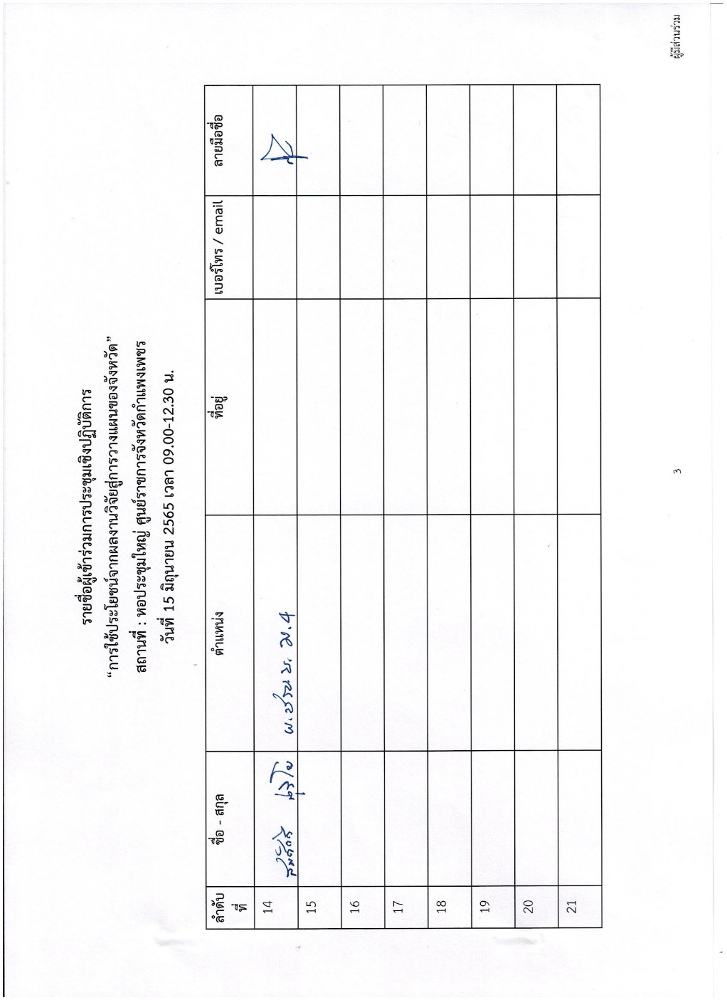 ผู้มีส่วนร่วม
รายชื่อผู้เข้าร่วมการประชุมเชิงปฏิบัติการ
“การใช้ประโยชน์จากผลงานวิจัยสู่การวางแผนของจังหวัด”
สถานที่ : หอประชุมใหญ่ ศูนย์ราชการจังหวัดกำแพงเพชร
วันที่ 15 มิถุนายน 2565 เวลา 09.00-12.30 น.
ลำดับที่ ชื่อ - สกุล ตำแหน่ง ที่อยู่ เบอร์โทร / email ลายมือชื่อ
14 สมศักดิ์ ม.4
15
16
17
18
19
20
21
3